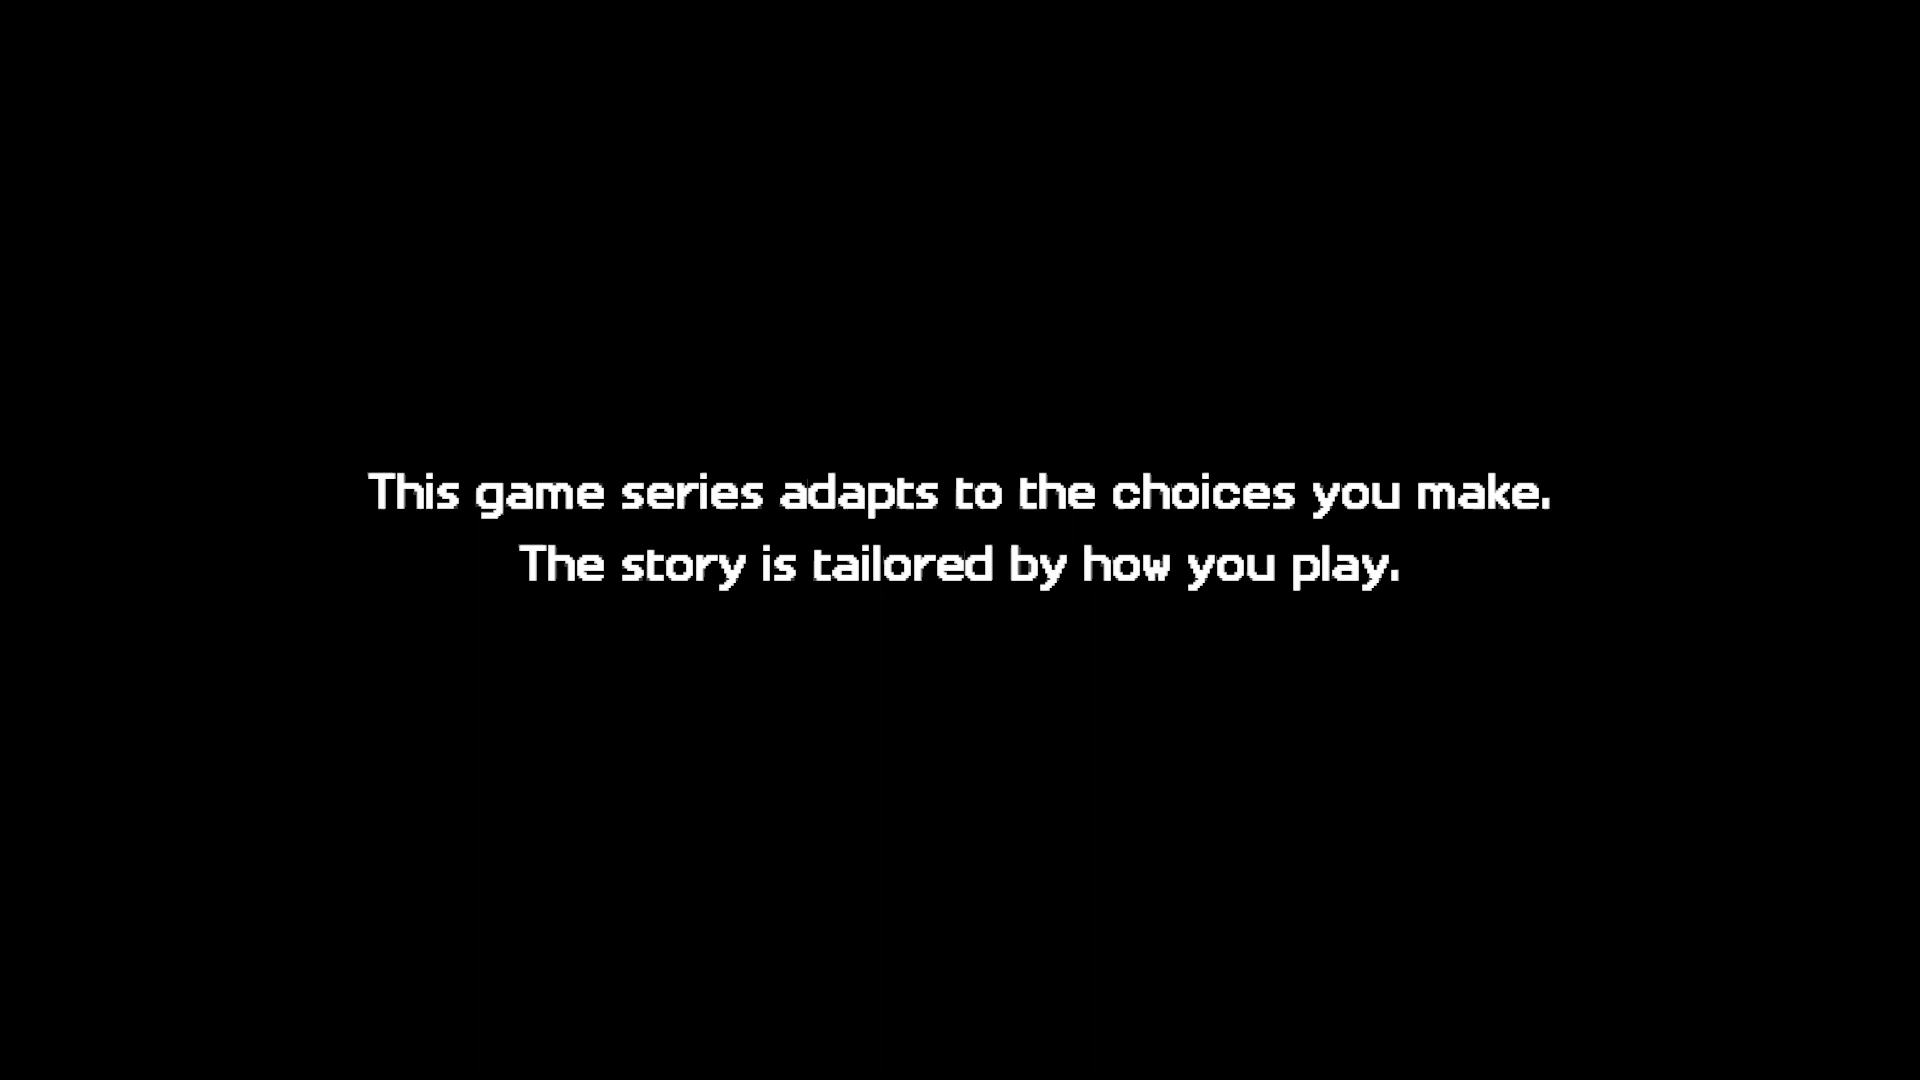 This game series adapts to the choices you make.
The story is tailored by how you play.